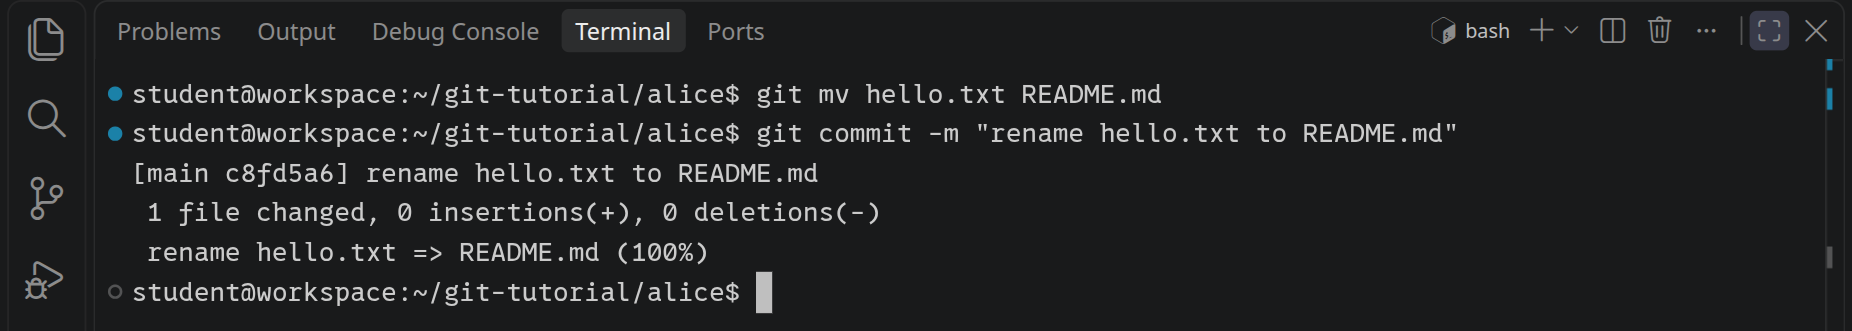 Problems Output Debug Console Terminal Ports bash
student@workspace:~/git-tutorial/alice$ git mv hello.txt README.md
student@workspace:~/git-tutorial/alice$ git commit -m "rename hello.txt to README.md"
[main c8fd5a6] rename hello.txt to README.md
 1 file changed, 0 insertions(+), 0 deletions(-)
 rename hello.txt => README.md (100%)
student@workspace:~/git-tutorial/alice$